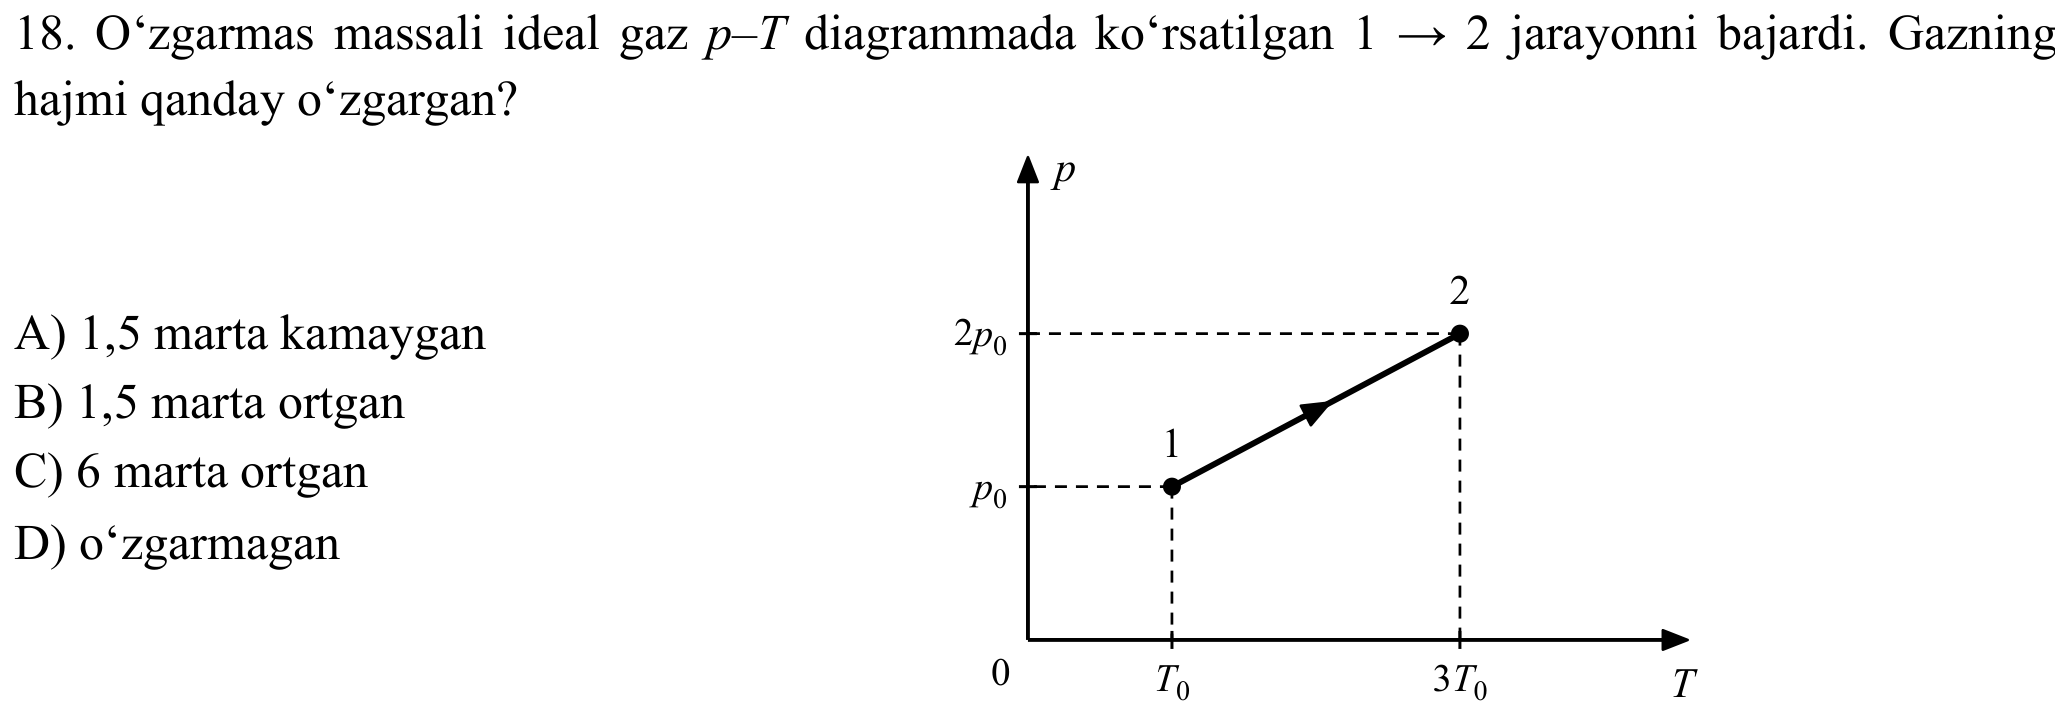 18. O‘zgarmas massali ideal gaz p–T diagrammada ko‘rsatilgan 1 → 2 jarayonni bajardi. Gazning
hajmi qanday o‘zgargan?
A) 1,5 marta kamaygan
B) 1,5 marta ortgan
C) 6 marta ortgan
D) o‘zgarmagan
p
2
2p₀
1
p₀
0
T₀
3T₀
T